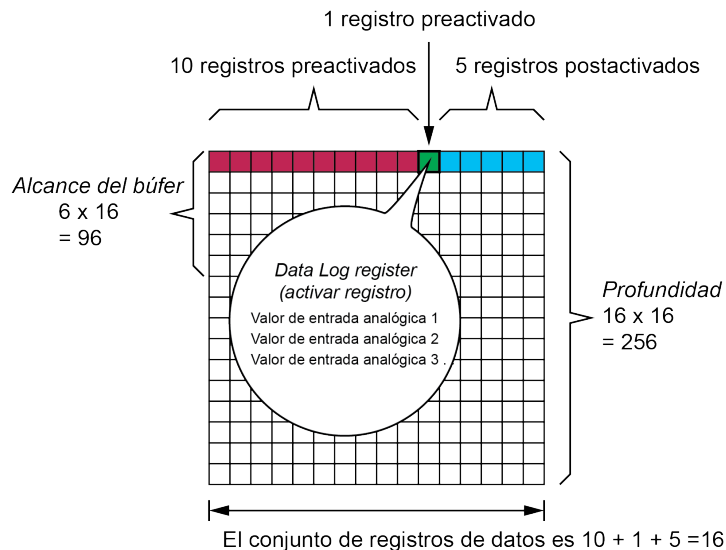 1 registro preactivado
10 registros preactivados
5 registros postactivados
Alcance del búfer
6 x 16
= 96
Data Log register
(activar registro)
Valor de entrada analógica 1
Valor de entrada analógica 2
Valor de entrada analógica 3 . .
Profundidad
16 x 16
= 256
El conjunto de registros de datos es 10 + 1 + 5 =16